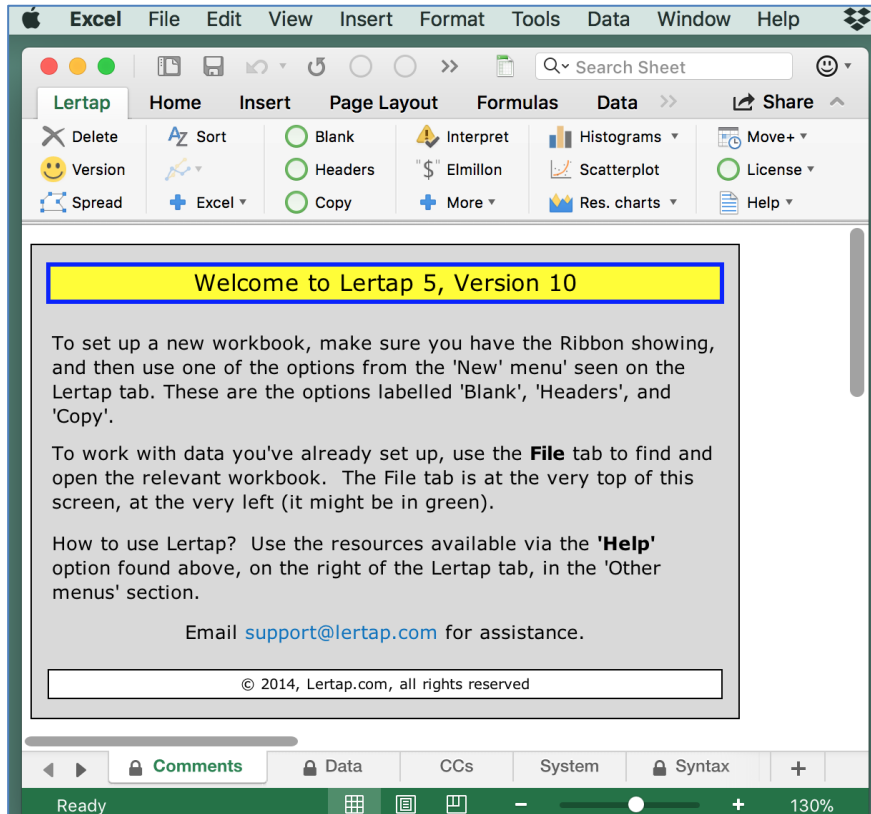 Excel File Edit View Insert Format Tools Data Window Help
Search Sheet
Lertap Home Insert Page Layout Formulas Data Share
Delete Sort Blank Interpret Histograms Move+
Version Headers "$" Elmillon Scatterplot License
Spread Excel Copy More Res. charts Help
Welcome to Lertap 5, Version 10
To set up a new workbook, make sure you have the Ribbon showing,
and then use one of the options from the 'New' menu' seen on the
Lertap tab. These are the options labelled 'Blank', 'Headers', and
'Copy'.
To work with data you've already set up, use the File tab to find and
open the relevant workbook. The File tab is at the very top of this
screen, at the very left (it might be in green).
How to use Lertap? Use the resources available via the 'Help'
option found above, on the right of the Lertap tab, in the 'Other
menus' section.
Email support@lertap.com for assistance.
© 2014, Lertap.com, all rights reserved
Comments Data CCs System Syntax
Ready 130%